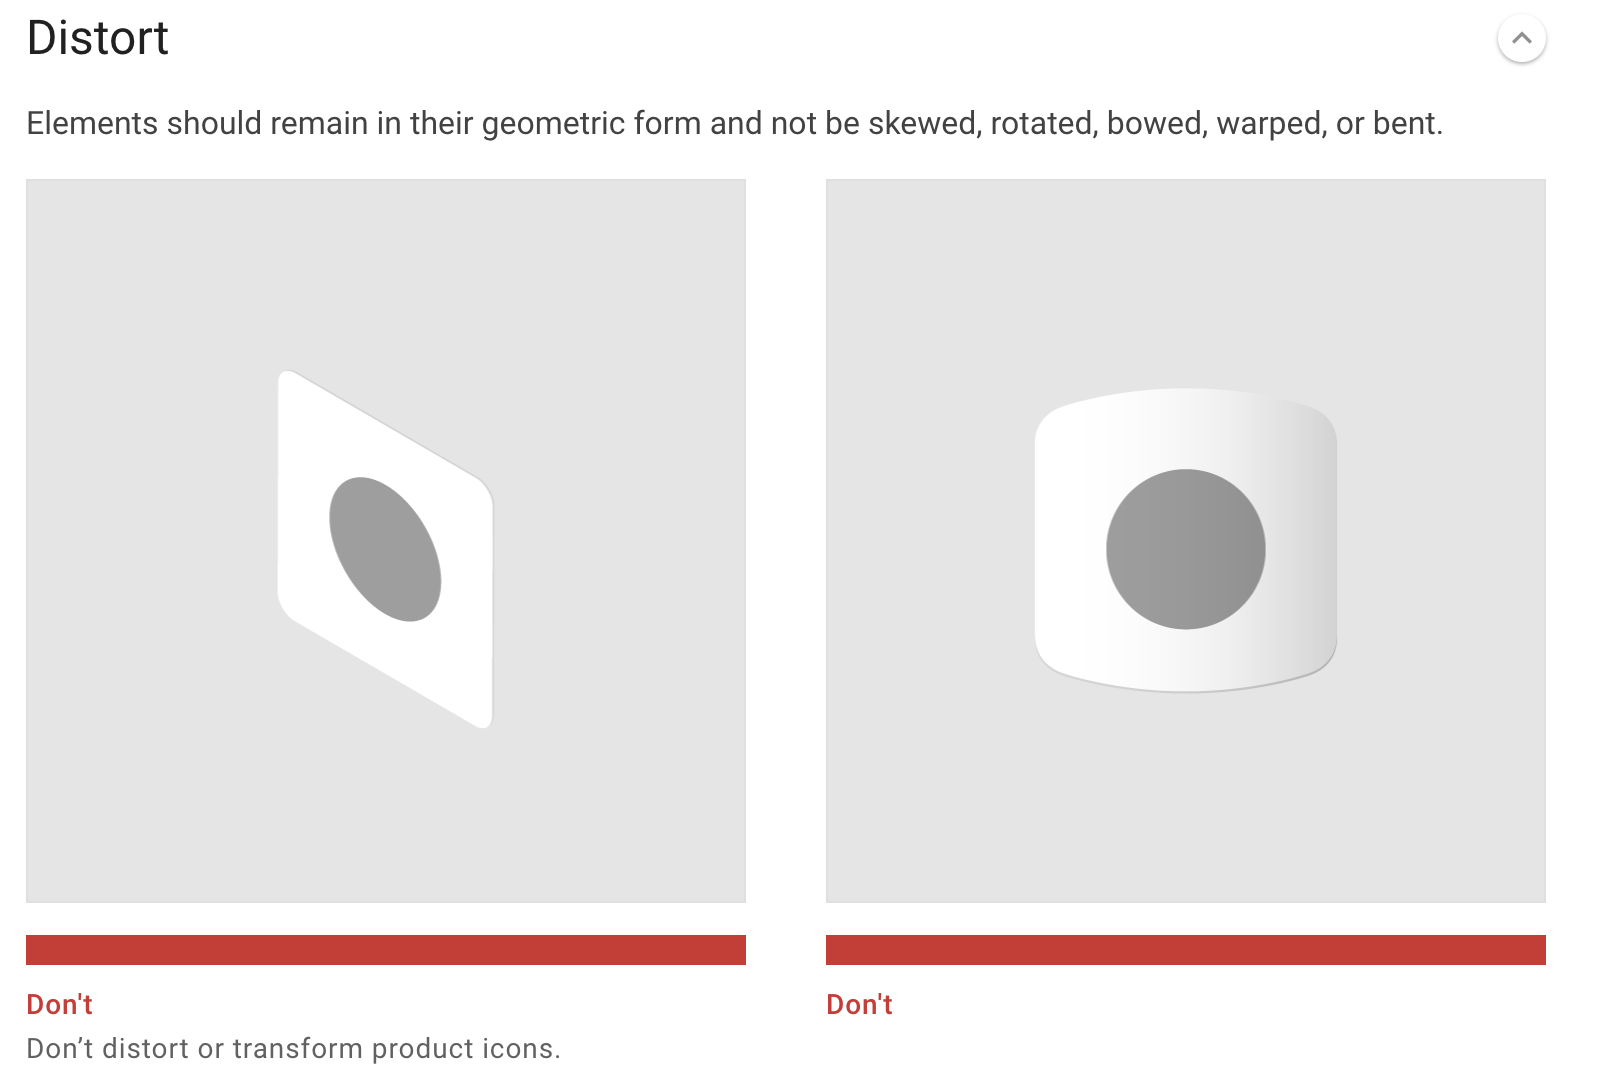 Distort
Elements should remain in their geometric form and not be skewed, rotated, bowed, warped, or bent.
Don't
Don’t distort or transform product icons.
Don't